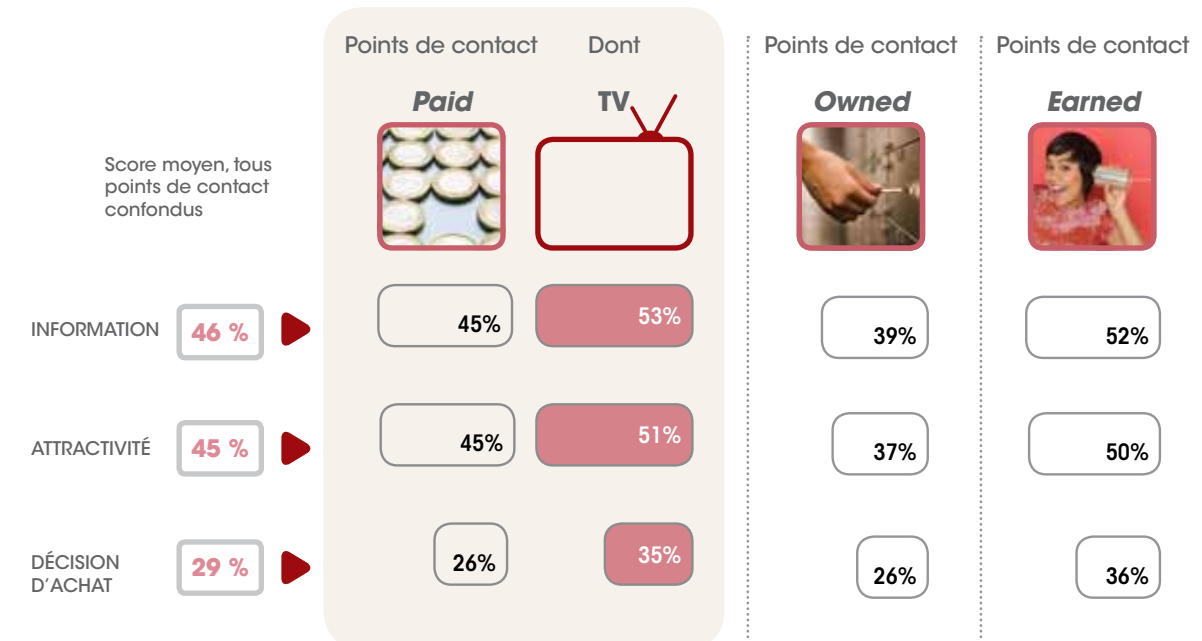 Points de contact
Dont
Points de contact
Points de contact
Paid
TV
Owned
Earned
Score moyen, tous
points de contact
confondus
INFORMATION
46 %
45%
53%
39%
52%
ATTRACTIVITÉ
45 %
45%
51%
37%
50%
DÉCISION
D'ACHAT
29 %
26%
35%
26%
36%